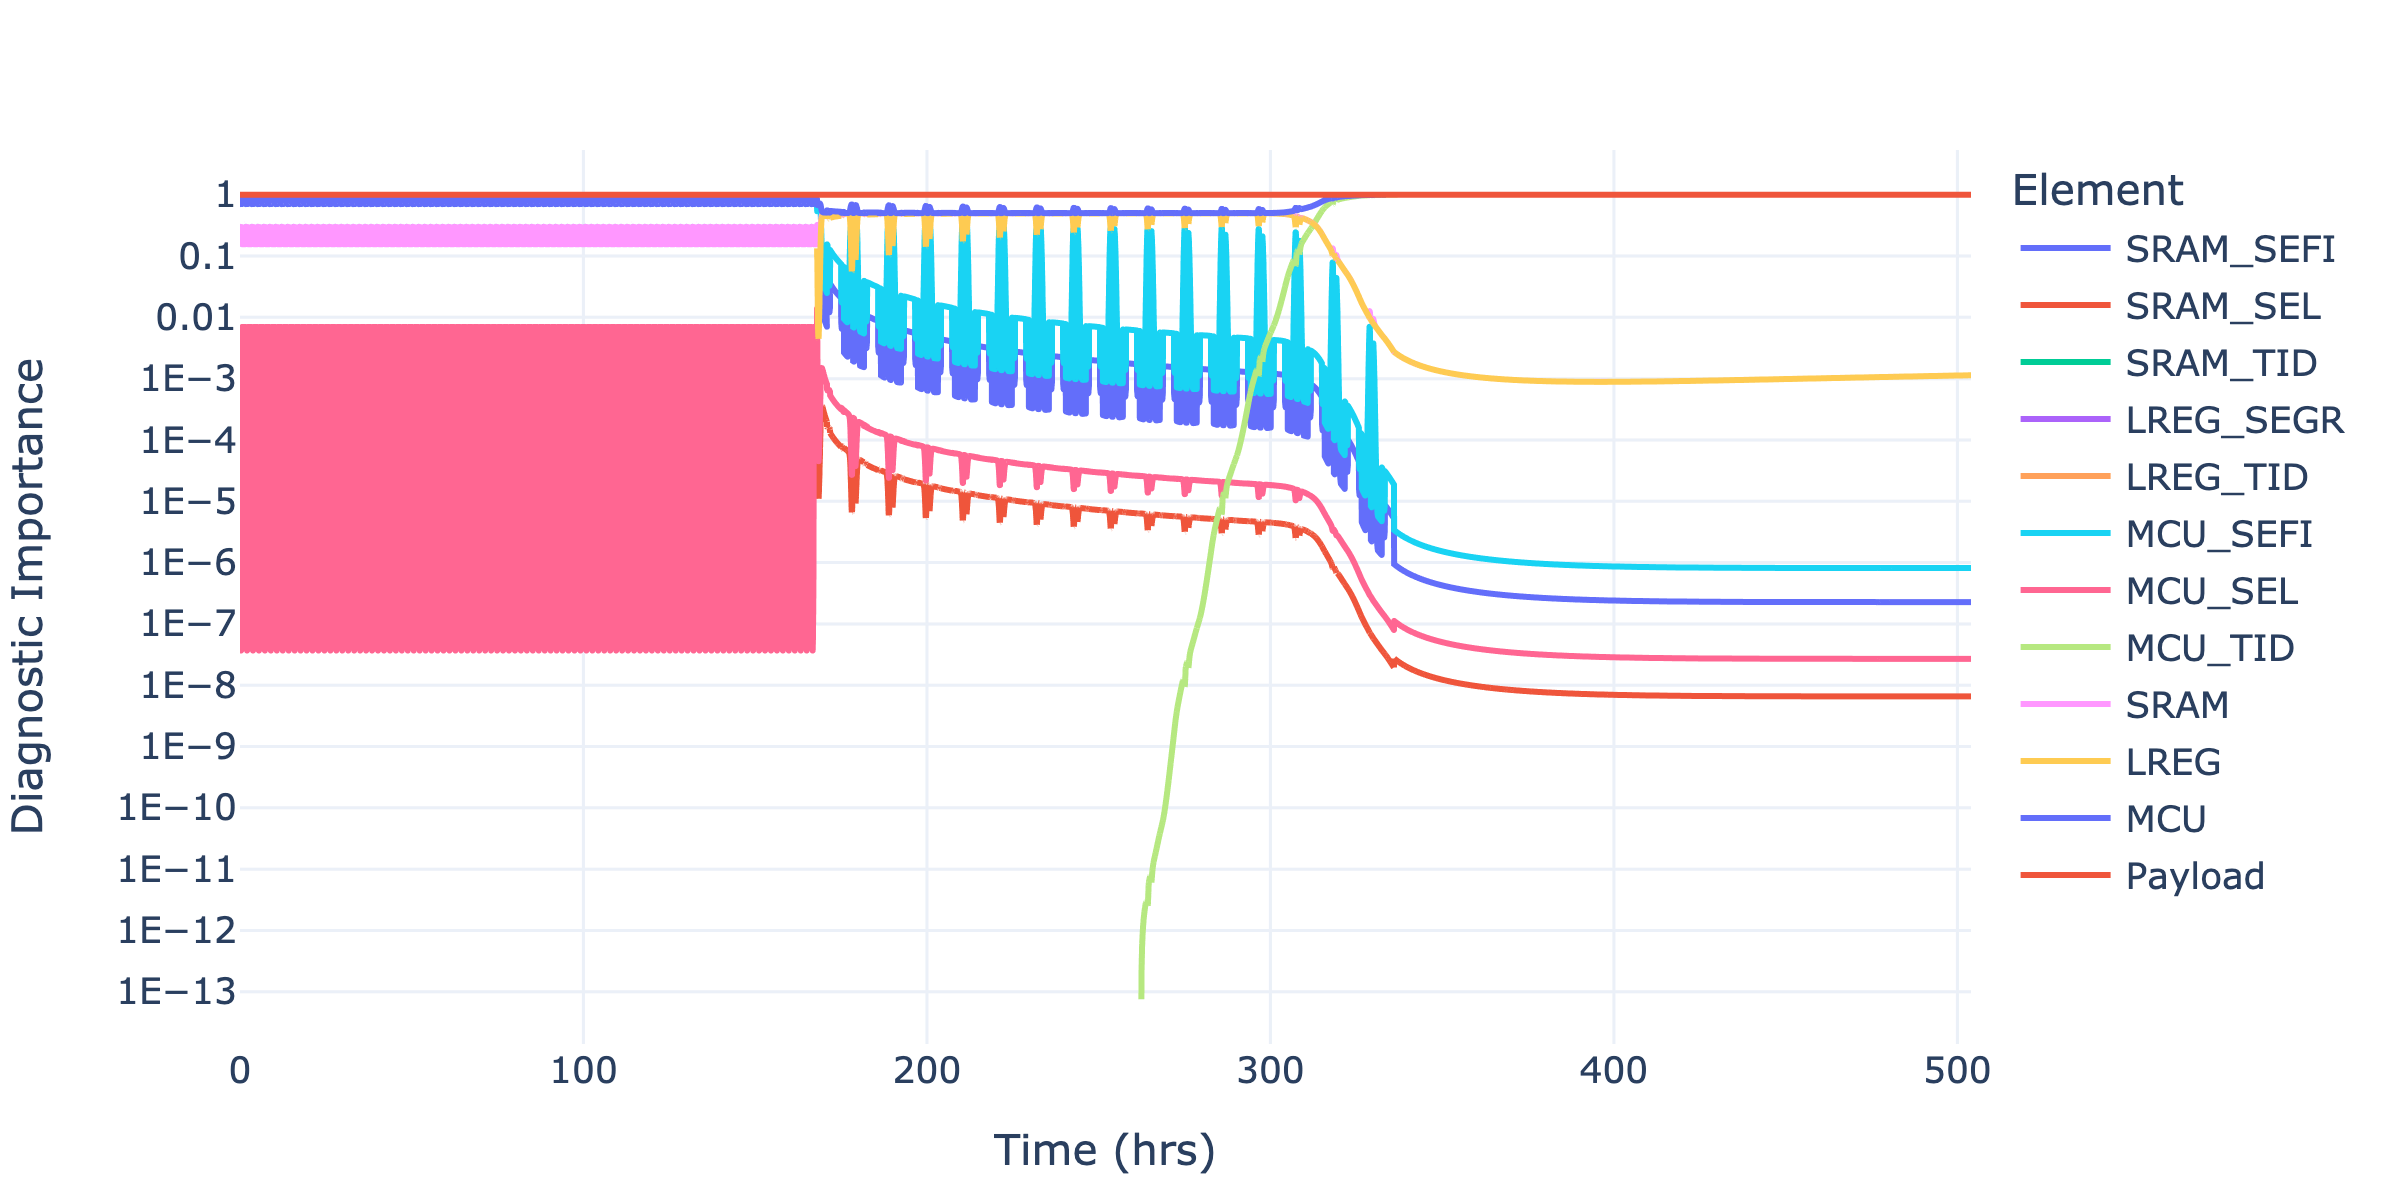 Diagnostic Importance
1
0.1
0.01
1E−3
1E−4
1E−5
1E−6
1E−7
1E−8
1E−9
1E−10
1E−11
1E−12
1E−13
0
100
200
300
400
500
Time (hrs)
Element
SRAM_SEFI
SRAM_SEL
SRAM_TID
LREG_SEGR
LREG_TID
MCU_SEFI
MCU_SEL
MCU_TID
SRAM
LREG
MCU
Payload